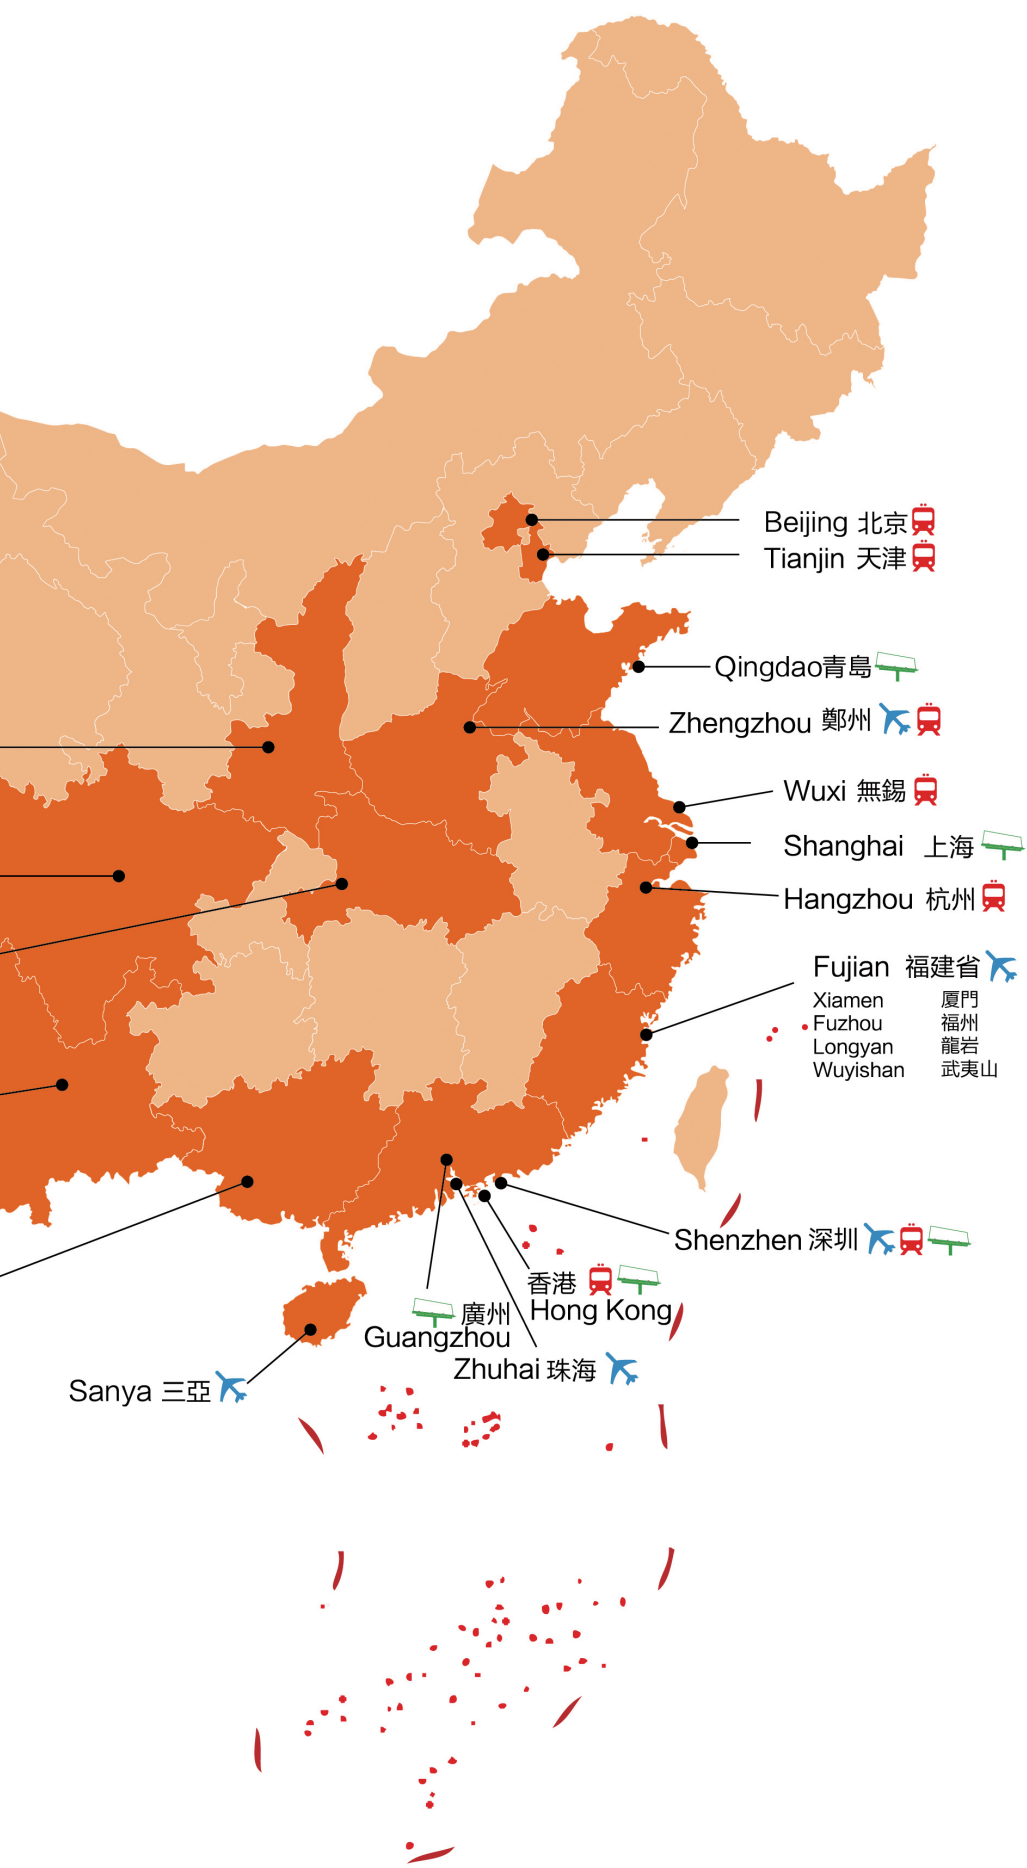 Beijing 北京
Tianjin 天津
Qingdao青島
Zhengzhou 鄭州
Wuxi 無錫
Shanghai 上海
Hangzhou 杭州
Fujian 福建省
Xiamen 厦門
Fuzhou 福州
Longyan 龍岩
Wuyishan 武夷山
Shenzhen 深圳
香港
Hong Kong
廣州
Guangzhou
Zhuhai 珠海
Sanya 三亞